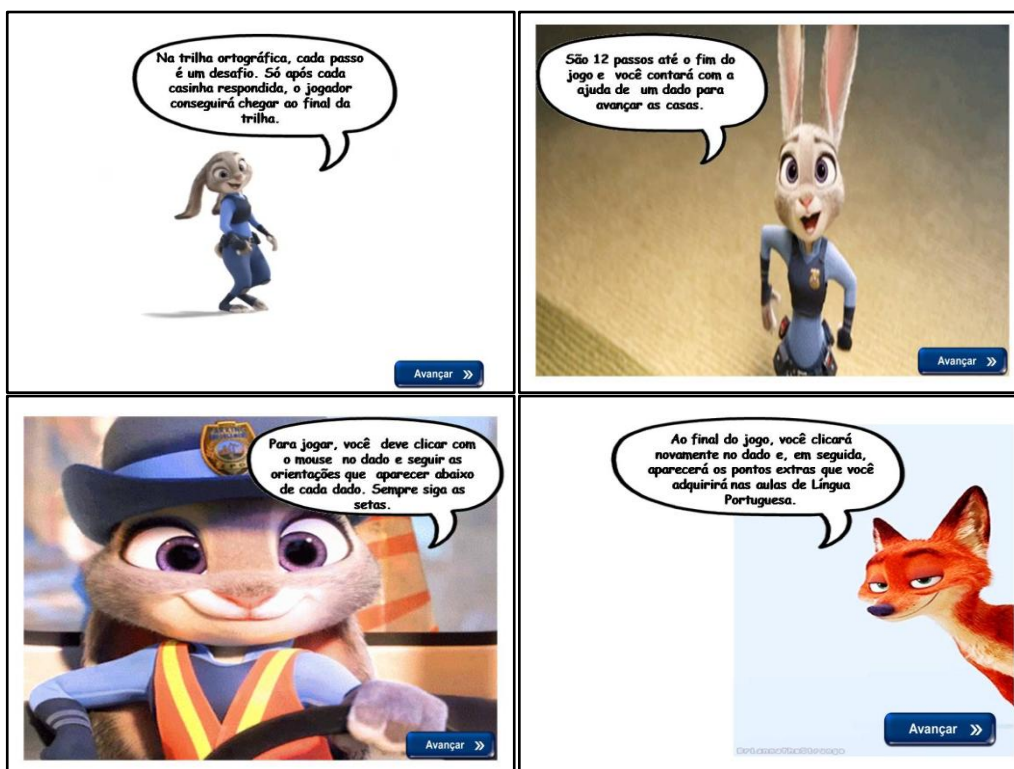 Na trilha ortográfica, cada passo
é um desafio. Só após cada
casinha respondida, o jogador
conseguirá chegar ao final da
trilha.
Avançar »
São 12 passos até o fim do
jogo e você contará com a
ajuda de um dado para
avançar as casas.
Avançar »
Para jogar, você deve clicar com
o mouse no dado e seguir as
orientações que aparecer abaixo
de cada dado. Sempre siga as
setas.
Avançar »
Ao final do jogo, você clicará
novamente no dado e, em seguida,
aparecerá os pontos extras que você
adquirirá nas aulas de Língua
Portuguesa.
Avançar »